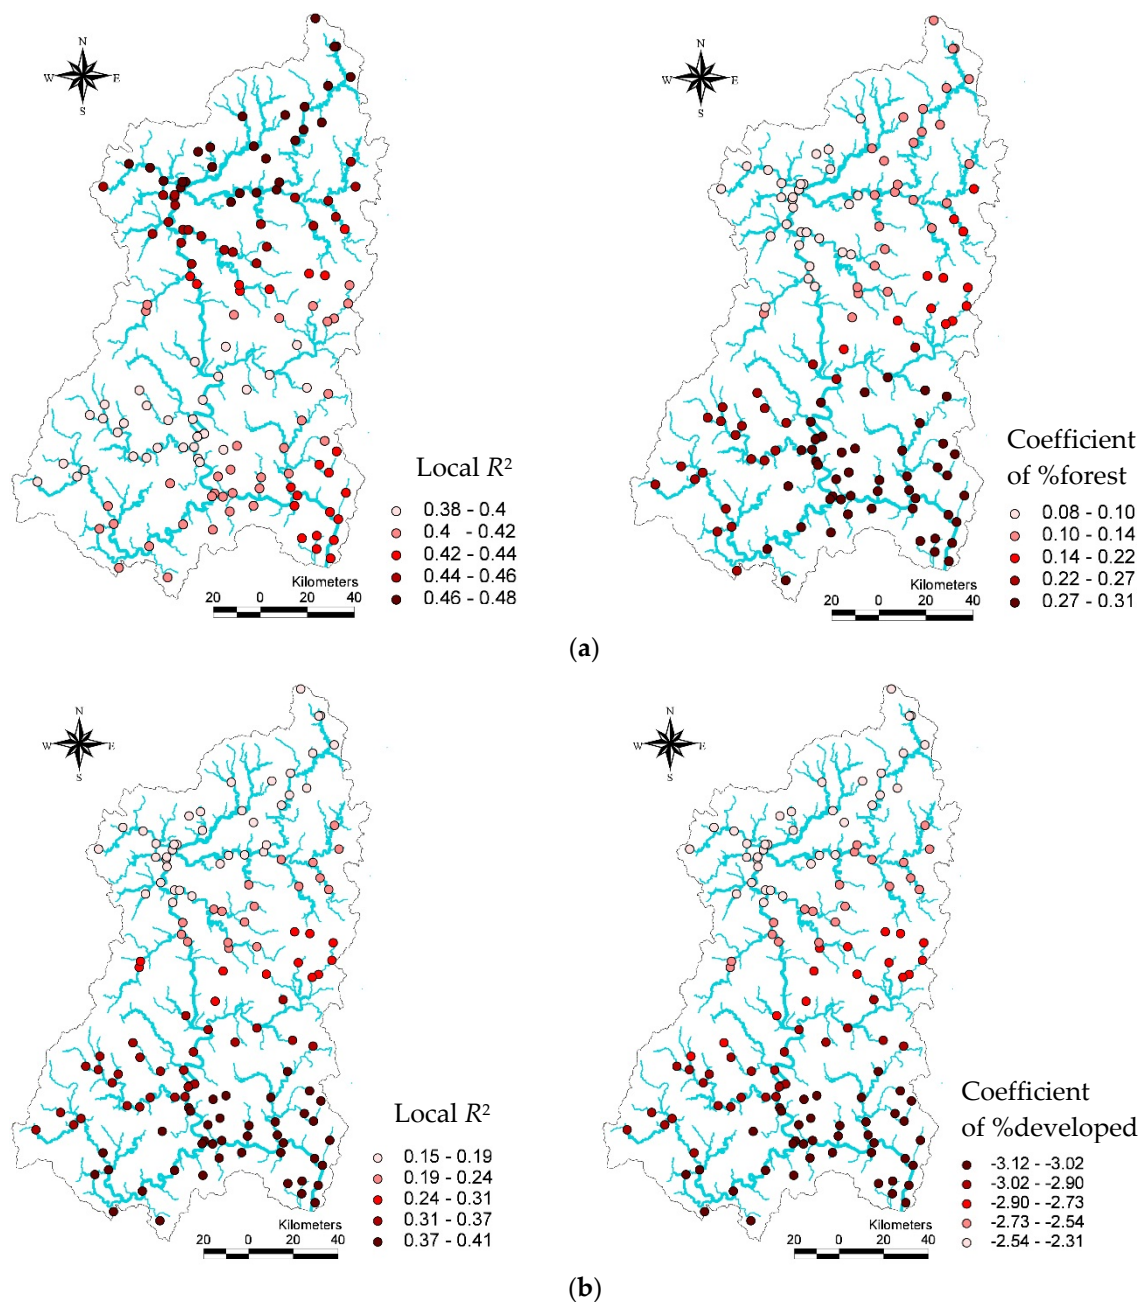 N
W E
S
Local R²
0.38 - 0.4
0.4 - 0.42
0.42 - 0.44
0.44 - 0.46
0.46 - 0.48
Kilometers
20 0 20 40
N
W E
S
Coefficient
of %forest
0.08 - 0.10
0.10 - 0.14
0.14 - 0.22
0.22 - 0.27
0.27 - 0.31
Kilometers
20 0 20 40
(a)
N
W E
S
Local R²
0.15 - 0.19
0.19 - 0.24
0.24 - 0.31
0.31 - 0.37
0.37 - 0.41
Kilometers
20 0 20 40
N
W E
S
Coefficient
of %developed
-3.12 - -3.02
-3.02 - -2.90
-2.90 - -2.73
-2.73 - -2.54
-2.54 - -2.31
Kilometers
20 0 20 40
(b)